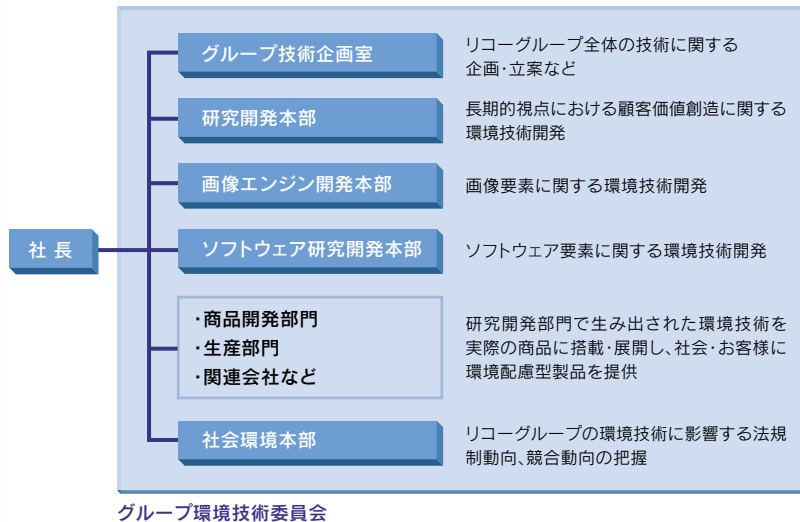 グループ技術企画室
リコーグループ全体の技術に関する
企画・立案など
研究開発本部
長期的視点における顧客価値創造に関する
環境技術開発
画像エンジン開発本部
画像要素に関する環境技術開発
社長
ソフトウェア研究開発本部
ソフトウェア要素に関する環境技術開発
・商品開発部門
・生産部門
・関連会社など
研究開発部門で生み出された環境技術を
実際の商品に搭載・展開し、社会・お客様に
環境配慮型製品を提供
社会環境本部
リコーグループの環境技術に影響する法規
制動向、競合動向の把握
グループ環境技術委員会